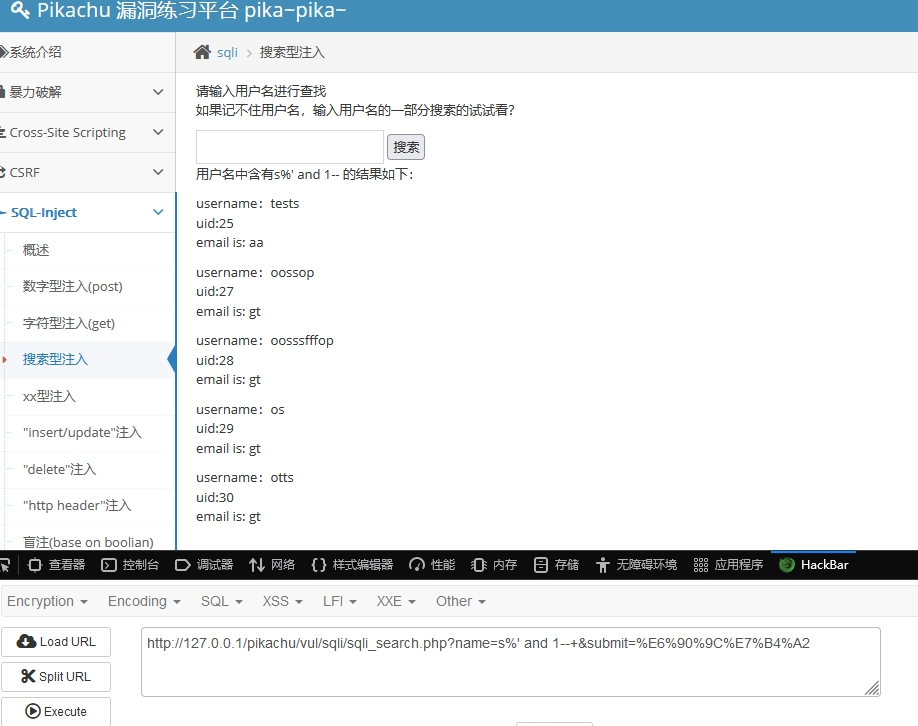 Pikachu 漏洞练习平台 pika~pika~
系统介绍
暴力破解
Cross-Site Scripting
CSRF
SQL-Inject
概述
数字型注入(post)
字符型注入(get)
搜索型注入
xx型注入
"insert/update"注入
"delete"注入
"http header"注入
盲注(base on boolian)
sqli › 搜索型注入
请输入用户名进行查找
如果记不住用户名，输入用户名的一部分搜索的试试看？
搜索
用户名中含有s%' and 1-- 的结果如下：
username：tests
uid:25
email is: aa
username：oossop
uid:27
email is: gt
username：oosssfffop
uid:28
email is: gt
username：os
uid:29
email is: gt
username：otts
uid:30
email is: gt
查看器 控制台 调试器 网络 样式编辑器 性能 内存 存储 无障碍环境 应用程序 HackBar
Encryption Encoding SQL XSS LFI XXE Other
Load URL
Split URL
Execute
http://127.0.0.1/pikachu/vul/sqli/sqli_search.php?name=s%' and 1--+&submit=%E6%90%9C%E7%B4%A2